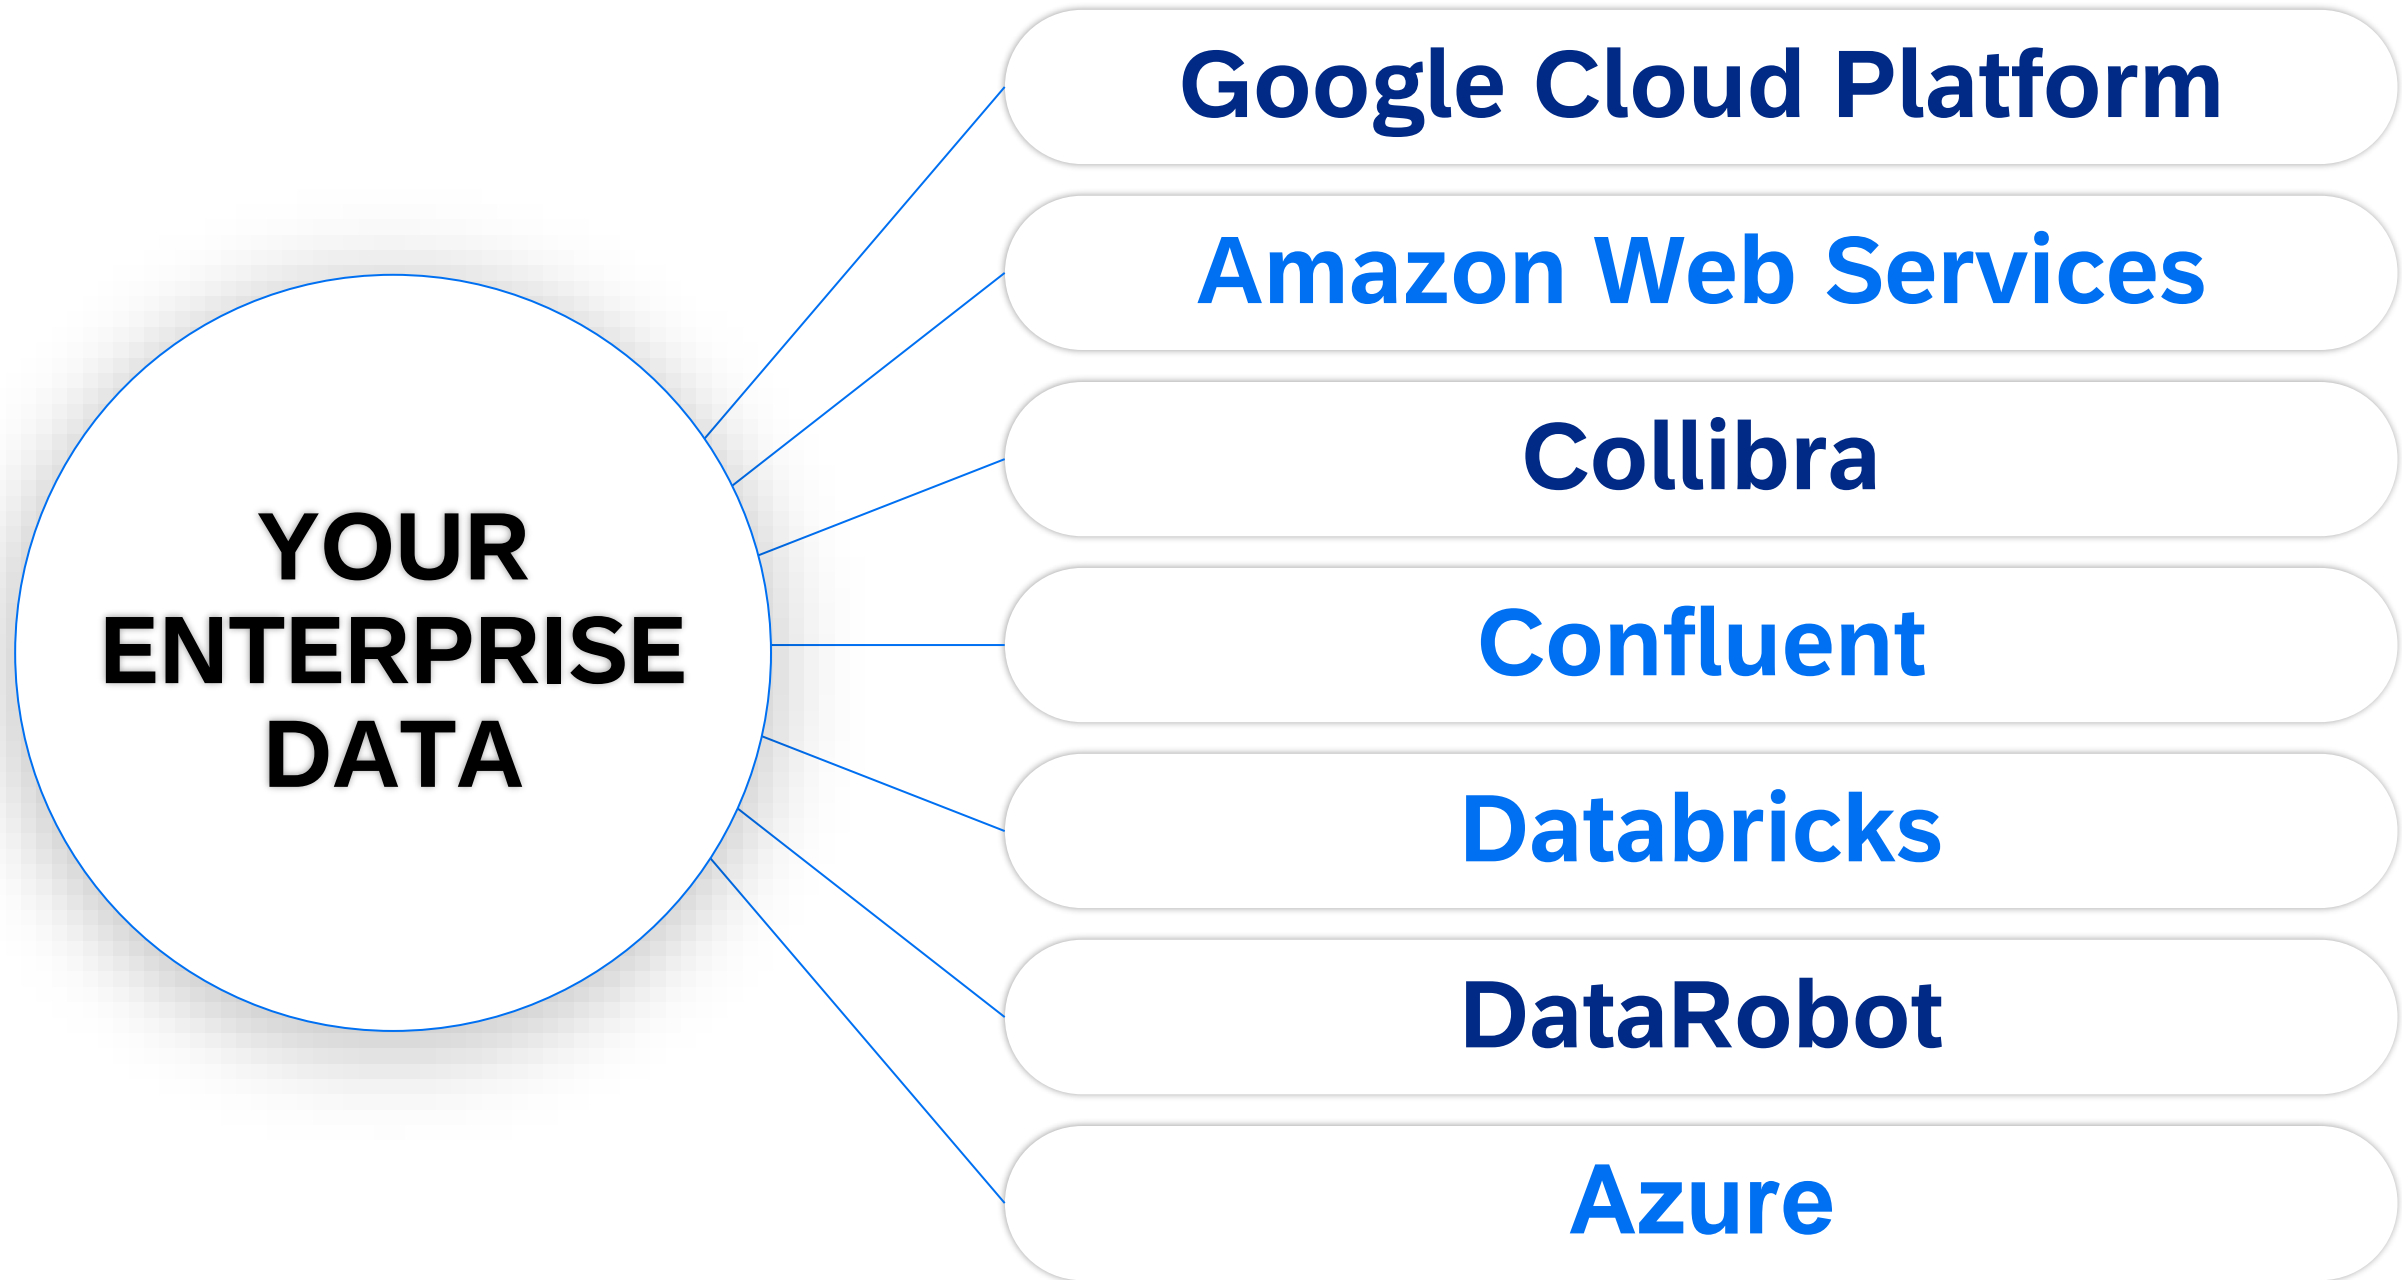 YOUR
ENTERPRISE
DATA
Google Cloud Platform
Amazon Web Services
Collibra
Confluent
Databricks
DataRobot
Azure